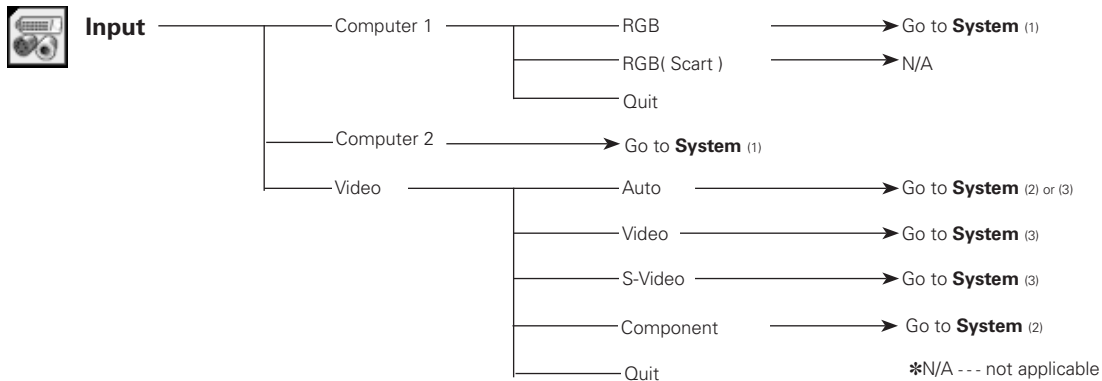 Input Computer 1 RGB Go to System (1)
RGB( Scart ) N/A
Quit
Computer 2 Go to System (1)
Video Auto Go to System (2) or (3)
Video Go to System (3)
S-Video Go to System (3)
Component Go to System (2)
Quit
✽N/A - - - not applicable